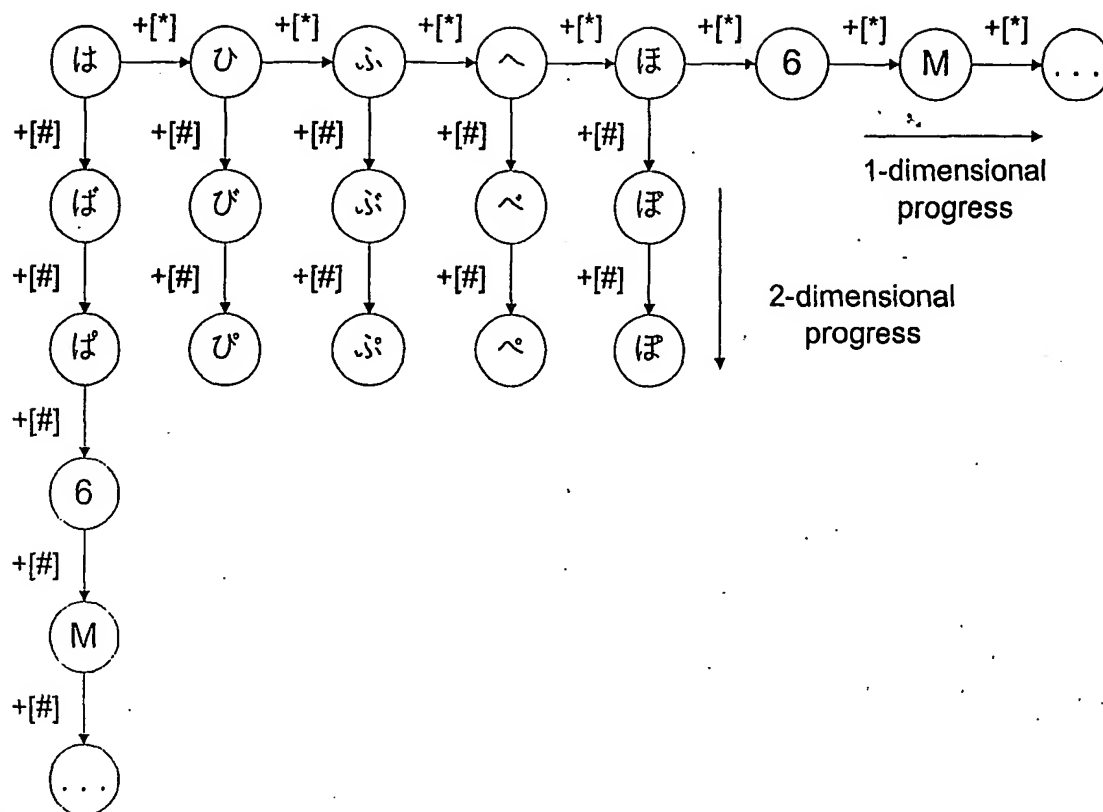 +[*] +[*] +[*] +[*] +[*] +[*] +[*]
は ひ ふ へ ほ 6 M ...
+[#] +[#] +[#] +[#] +[#]
1-dimensional
progress
ば び ぶ べ ぼ
+[#] +[#] +[#] +[#] +[#]
2-dimensional
progress
ぱ ぴ ぷ ぺ ぽ
+[#]
6
+[#]
M
+[#]
...